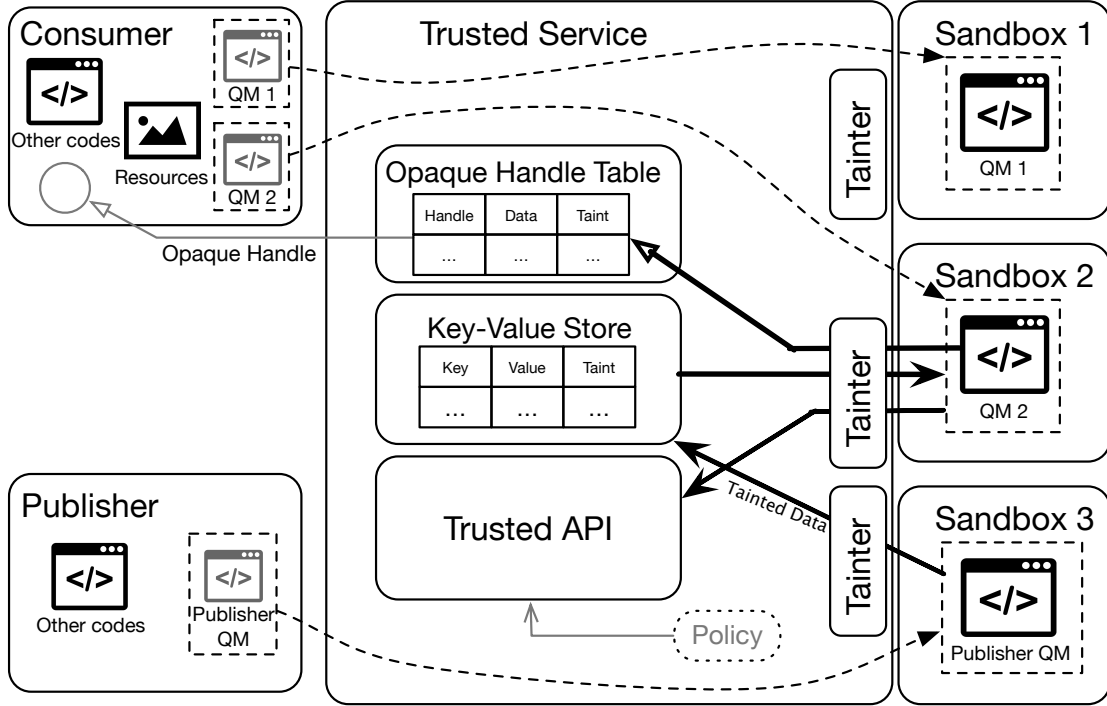 Consumer
</>
QM 1
</>
Other codes
Resources
</>
QM 2
Opaque Handle
Trusted Service
Opaque Handle Table
Handle Data Taint
... ... ...
Key-Value Store
Key Value Taint
... ... ...
Trusted API
Policy
Tainted Data
Tainter
Tainter
Tainter
Sandbox 1
</>
QM 1
Sandbox 2
</>
QM 2
Sandbox 3
</>
Publisher QM
Publisher
</>
Other codes
</>
Publisher
QM